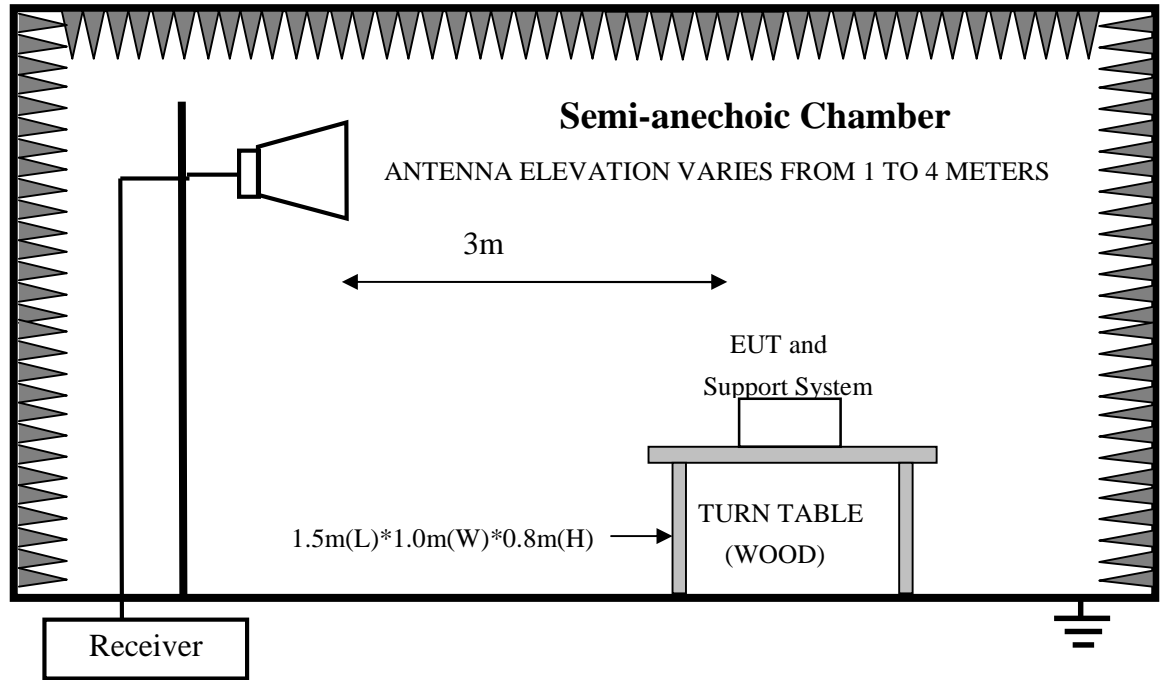 Semi-anechoic Chamber
ANTENNA ELEVATION VARIES FROM 1 TO 4 METERS
3m
EUT and
Support System
1.5m(L)*1.0m(W)*0.8m(H)
TURN TABLE
(WOOD)
Receiver